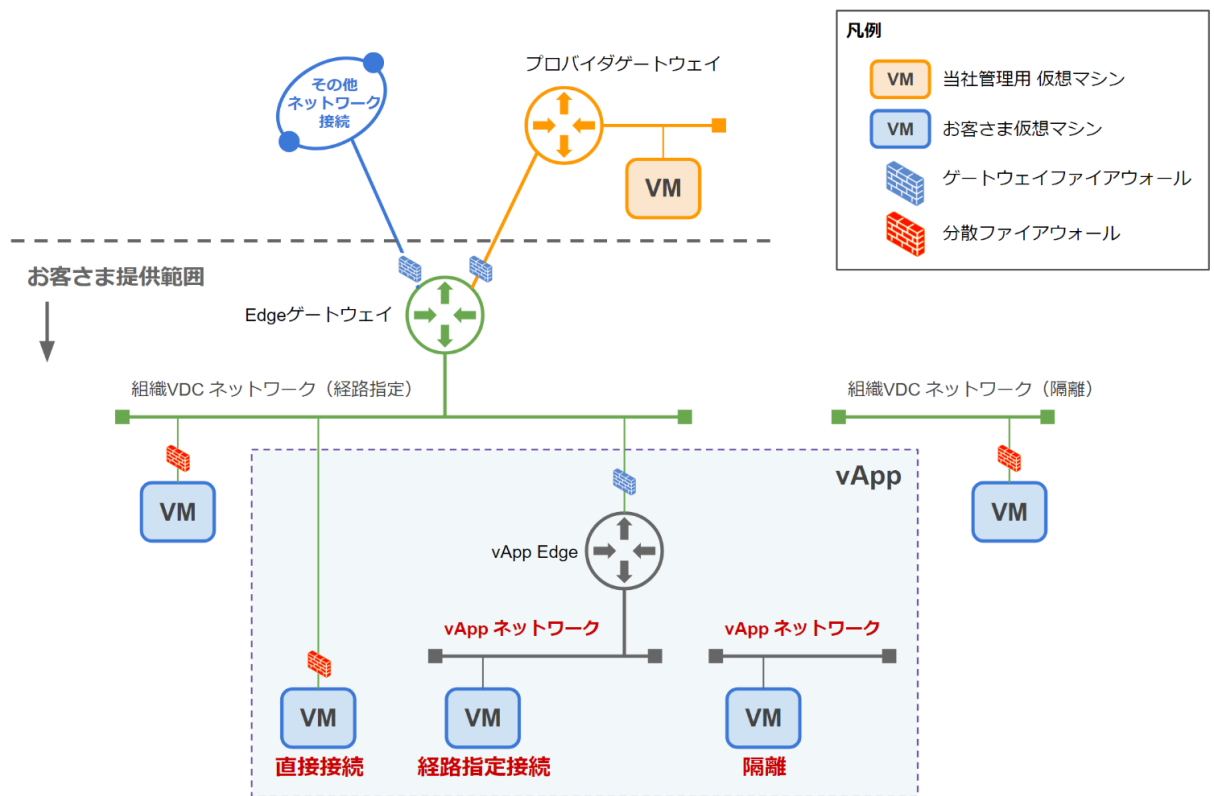 凡例
VM
当社管理用 仮想マシン
VM
お客さま仮想マシン
ゲートウェイファイアウォール
分散ファイアウォール
その他
ネットワーク
接続
プロバイダゲートウェイ
VM
お客さま提供範囲
Edgeゲートウェイ
組織VDC ネットワーク（経路指定）
組織VDC ネットワーク（隔離）
VM
vApp
VM
vApp Edge
vApp ネットワーク
vApp ネットワーク
VM
直接接続
VM
経路指定接続
VM
隔離